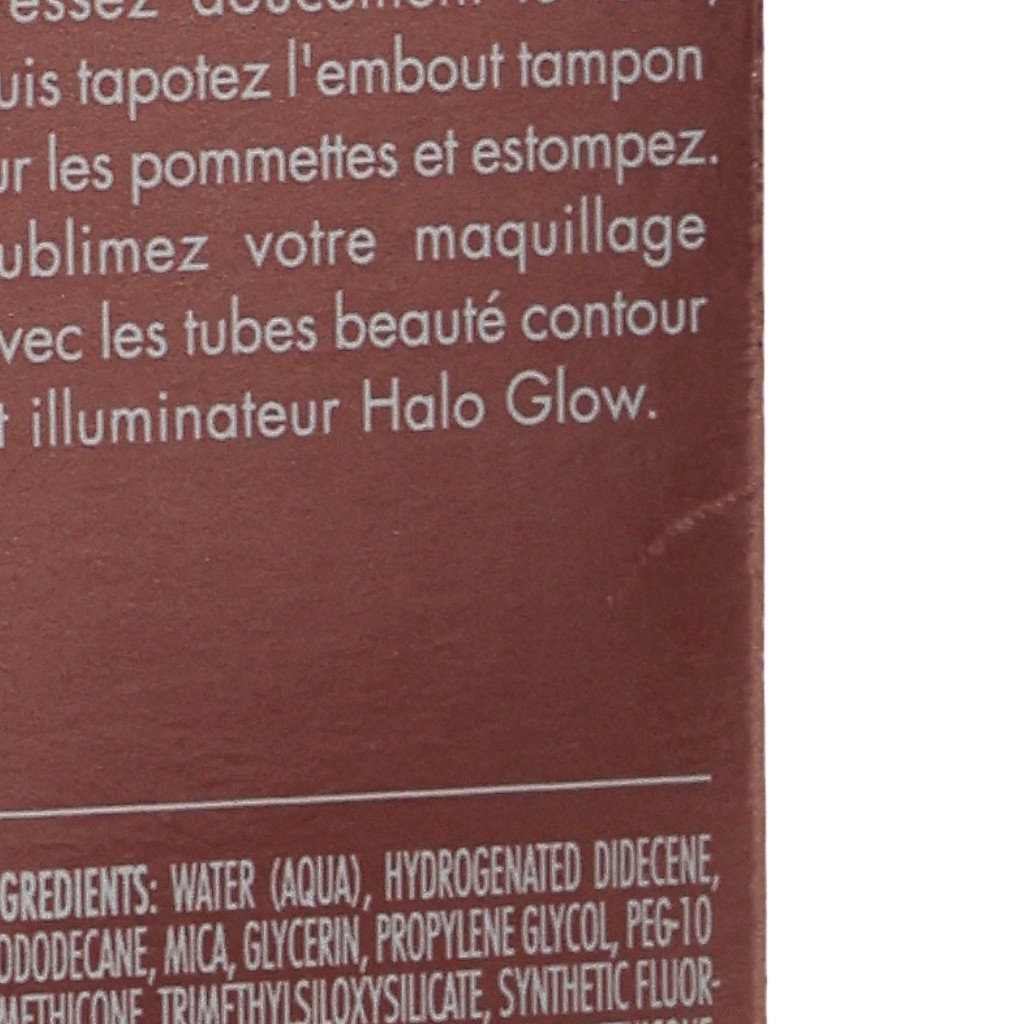 uis tapotez l'embout tampon
ur les pommettes et estompez.
ublimez votre maquillage
vec les tubes beauté contour
t illuminateur Halo Glow.
GREDIENTS: WATER (AQUA), HYDROGENATED DIDECENE,
ODODECANE, MICA, GLYCERIN, PROPYLENE GLYCOL, PEG-10
METHICONE, TRIMETHYLSILOXYSILICATE, SYNTHETIC FLUOR-